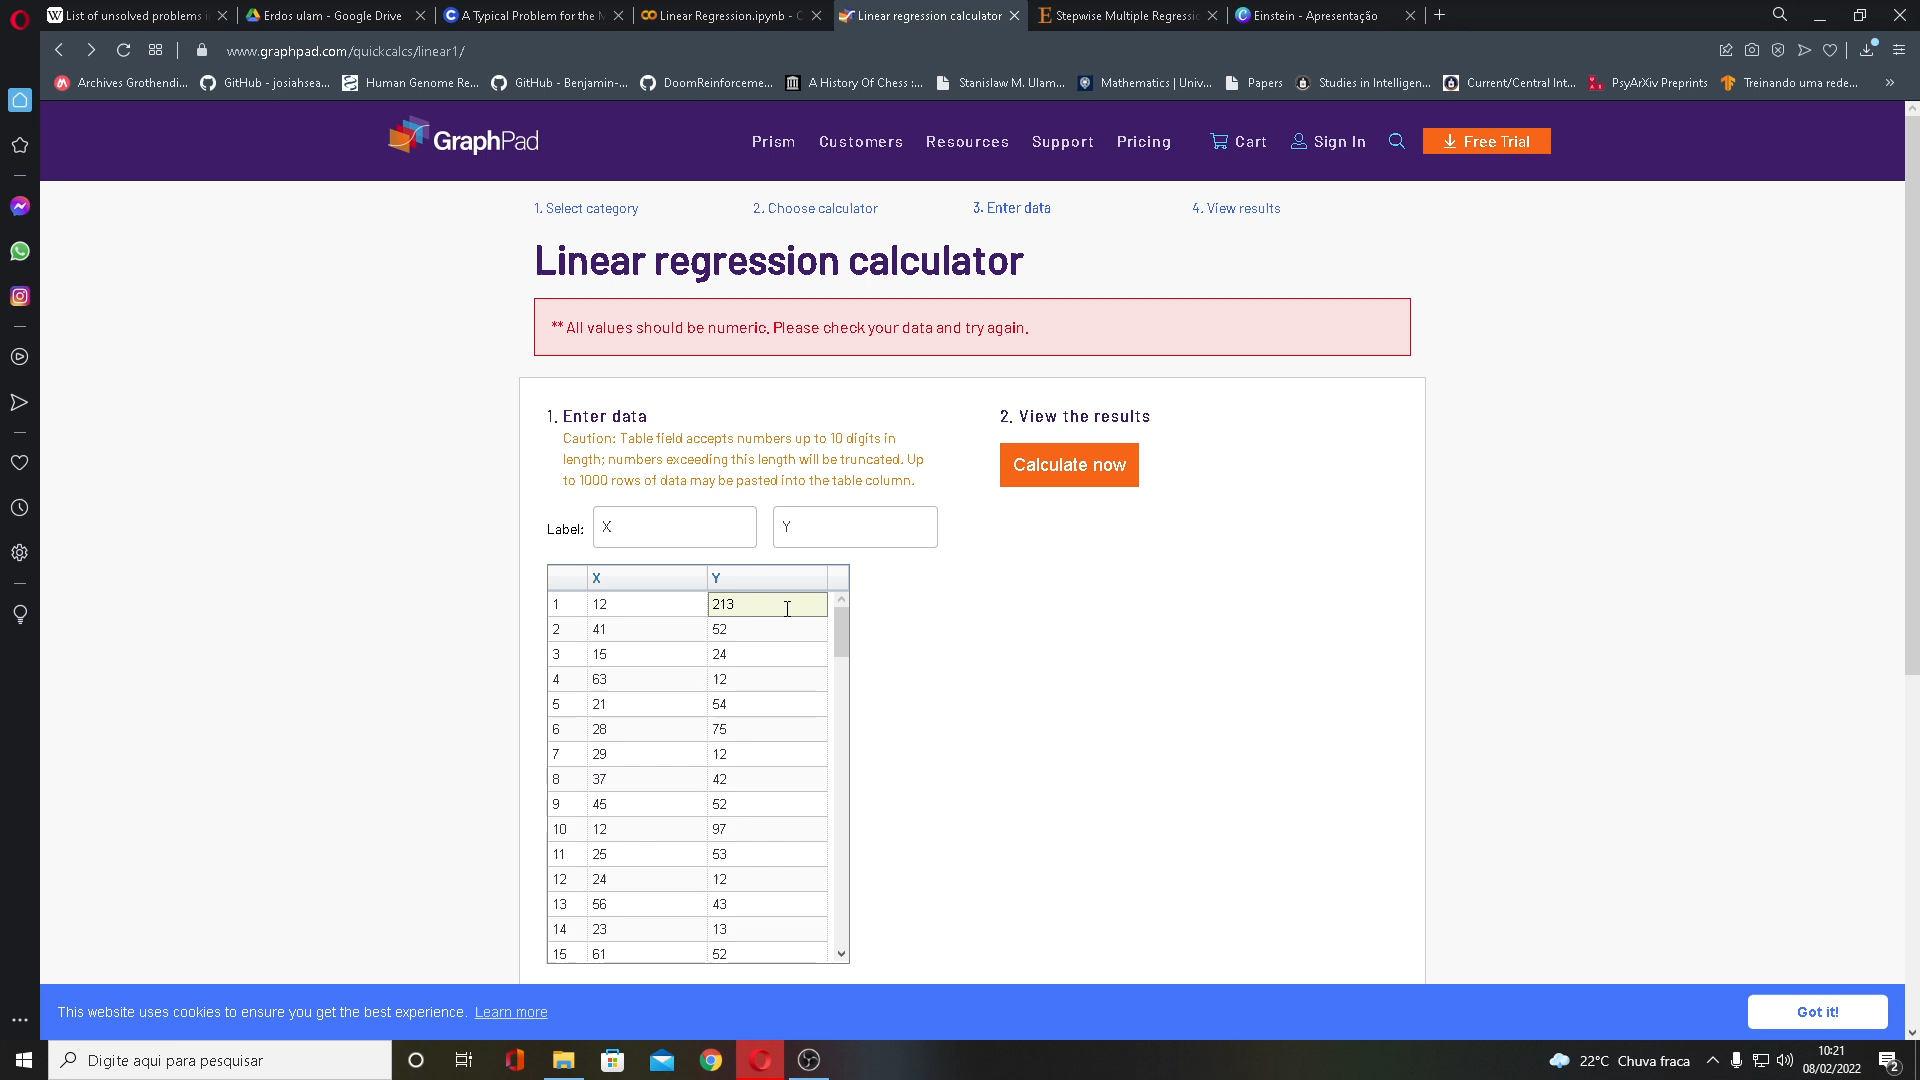 List of unsolved problems i
Erdos ulam - Google Drive
A Typical Problem for the M
Linear Regression.ipynb - C
Linear regression calculator
Stepwise Multiple Regressio
Einstein - Apresentação
www.graphpad.com/quickcalcs/linear1/
Archives Grothendi...
GitHub - josiahsea...
Human Genome Re...
GitHub - Benjamin-...
DoomReinforceme...
A History Of Chess :...
Stanislaw M. Ulam...
Mathematics | Univ...
Papers
Studies in Intelligen...
Current/Central Int...
PsyArXiv Preprints
Treinando uma rede...
GraphPad
Prism
Customers
Resources
Support
Pricing
Cart
Sign In
Free Trial
1. Select category
2. Choose calculator
3. Enter data
4. View results
Linear regression calculator
** All values should be numeric. Please check your data and try again.
1. Enter data
Caution: Table field accepts numbers up to 10 digits in
length; numbers exceeding this length will be truncated. Up
to 1000 rows of data may be pasted into the table column.
2. View the results
Calculate now
Label: X Y
X Y
1 12 213
2 41 52
3 15 24
4 63 12
5 21 54
6 28 75
7 29 12
8 37 42
9 45 52
10 12 97
11 25 53
12 24 12
13 56 43
14 23 13
15 61 52
This website uses cookies to ensure you get the best experience. Learn more
Got it!
Digite aqui para pesquisar
22°C Chuva fraca
10:21
08/02/2022
2